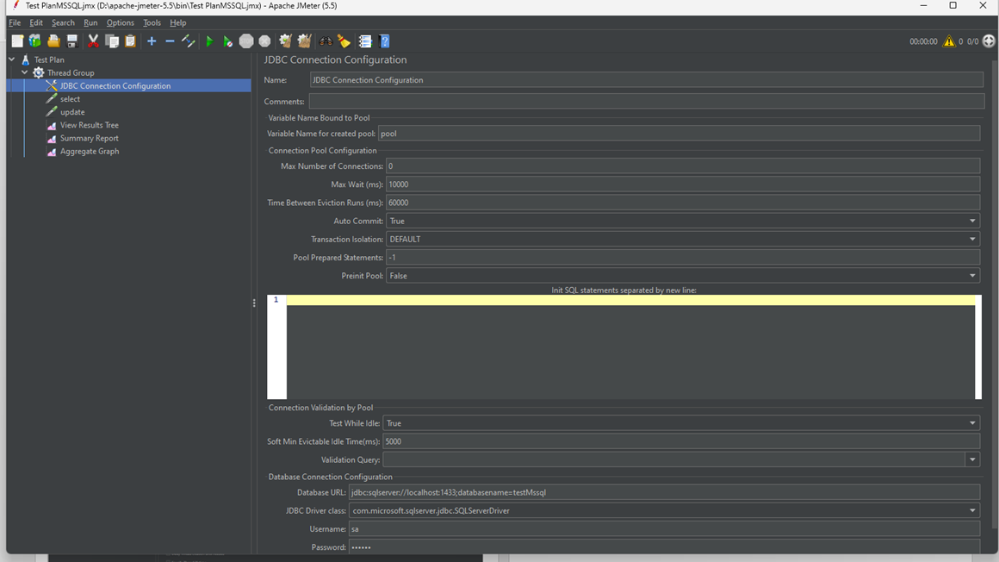 Test PlanMSSQL.jmx (D:\apache-jmeter-5.5\bin\Test PlanMSSQL.jmx) - Apache JMeter (5.5)
File Edit Search Run Options Tools Help
00:00:00 0 0/0
Test Plan
Thread Group
JDBC Connection Configuration
select
update
View Results Tree
Summary Report
Aggregate Graph
JDBC Connection Configuration
Name: JDBC Connection Configuration
Comments:
Variable Name Bound to Pool
Variable Name for created pool: pool
Connection Pool Configuration
Max Number of Connections: 0
Max Wait (ms): 10000
Time Between Eviction Runs (ms): 60000
Auto Commit: True
Transaction Isolation: DEFAULT
Pool Prepared Statements: -1
Preinit Pool: False
Init SQL statements separated by new line:
1
Connection Validation by Pool
Test While Idle: True
Soft Min Evictable Idle Time(ms): 5000
Validation Query:
Database Connection Configuration
Database URL: jdbc:sqlserver://localhost:1433;databasename=testMssql
JDBC Driver class: com.microsoft.sqlserver.jdbc.SQLServerDriver
Username: sa
Password: ••••••